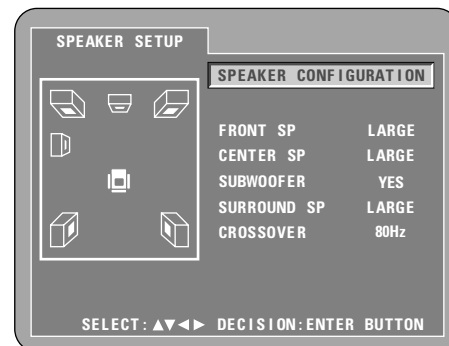 SPEAKER SETUP
SPEAKER CONFIGURATION
FRONT SP LARGE
CENTER SP LARGE
SUBWOOFER YES
SURROUND SP LARGE
CROSSOVER 80Hz
SELECT:▲▼◀▶ DECISION:ENTER BUTTON